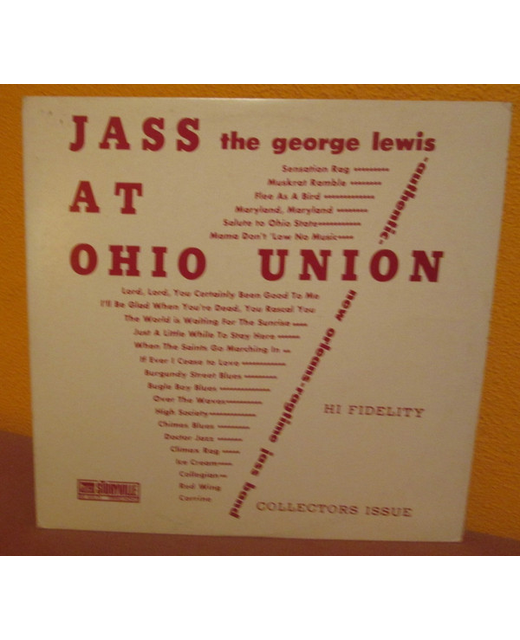 JASS the george lewis
Sensation Rag
Muskrat Ramble
AT
Flee As A Bird
Maryland, Maryland
Salute to Ohio State
Mama Don't 'Low No Music
OHIO UNION
-authentic-
new orleans-ragtime jass band
Lord, Lord, You Certainly Been Good To Me
I'll Be Glad When You're Dead, You Rascal You
The World is Waiting For The Sunrise
Just A Little While To Stay Here
When The Saints Go Marching In
If Ever I Cease to Love
Burgundy Street Blues
Bugle Boy Blues
Over The Waves
High Society
Chimes Blues
Doctor Jazz
Climax Rag
Ice Cream
Collegian
Red Wing
Corrine
HI FIDELITY
STORYVILLE
COLLECTORS ISSUE